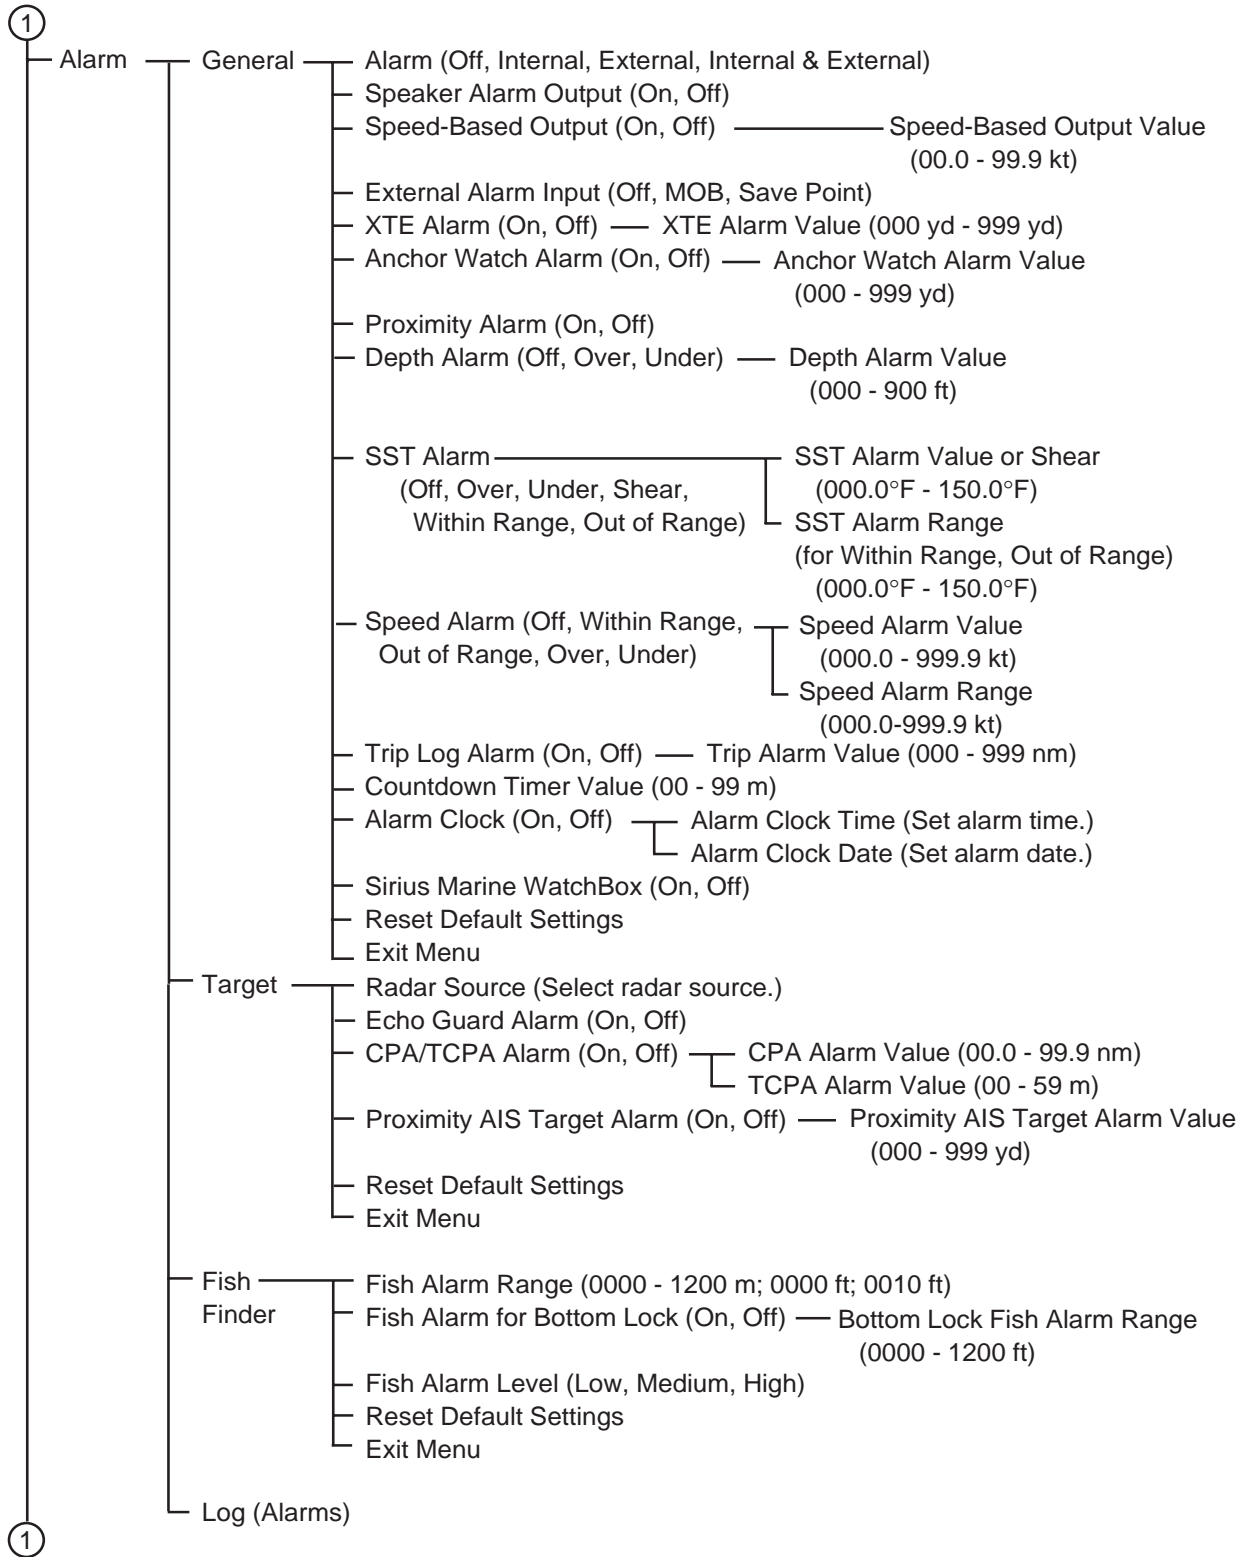 1
Alarm General Alarm (Off, Internal, External, Internal & External)
Speaker Alarm Output (On, Off)
Speed-Based Output (On, Off) Speed-Based Output Value
(00.0 - 99.9 kt)
External Alarm Input (Off, MOB, Save Point)
XTE Alarm (On, Off) XTE Alarm Value (000 yd - 999 yd)
Anchor Watch Alarm (On, Off) Anchor Watch Alarm Value
(000 - 999 yd)
Proximity Alarm (On, Off)
Depth Alarm (Off, Over, Under) Depth Alarm Value
(000 - 900 ft)
SST Alarm SST Alarm Value or Shear
(Off, Over, Under, Shear, (000.0°F - 150.0°F)
Within Range, Out of Range) SST Alarm Range
(for Within Range, Out of Range)
(000.0°F - 150.0°F)
Speed Alarm (Off, Within Range, Speed Alarm Value
Out of Range, Over, Under) (000.0 - 999.9 kt)
Speed Alarm Range
(000.0-999.9 kt)
Trip Log Alarm (On, Off) Trip Alarm Value (000 - 999 nm)
Countdown Timer Value (00 - 99 m)
Alarm Clock (On, Off) Alarm Clock Time (Set alarm time.)
Alarm Clock Date (Set alarm date.)
Sirius Marine WatchBox (On, Off)
Reset Default Settings
Exit Menu
Target Radar Source (Select radar source.)
Echo Guard Alarm (On, Off)
CPA/TCPA Alarm (On, Off) CPA Alarm Value (00.0 - 99.9 nm)
TCPA Alarm Value (00 - 59 m)
Proximity AIS Target Alarm (On, Off) Proximity AIS Target Alarm Value
(000 - 999 yd)
Reset Default Settings
Exit Menu
Fish Fish Alarm Range (0000 - 1200 m; 0000 ft; 0010 ft)
Finder Fish Alarm for Bottom Lock (On, Off) Bottom Lock Fish Alarm Range
(0000 - 1200 ft)
Fish Alarm Level (Low, Medium, High)
Reset Default Settings
Exit Menu
Log (Alarms)
1